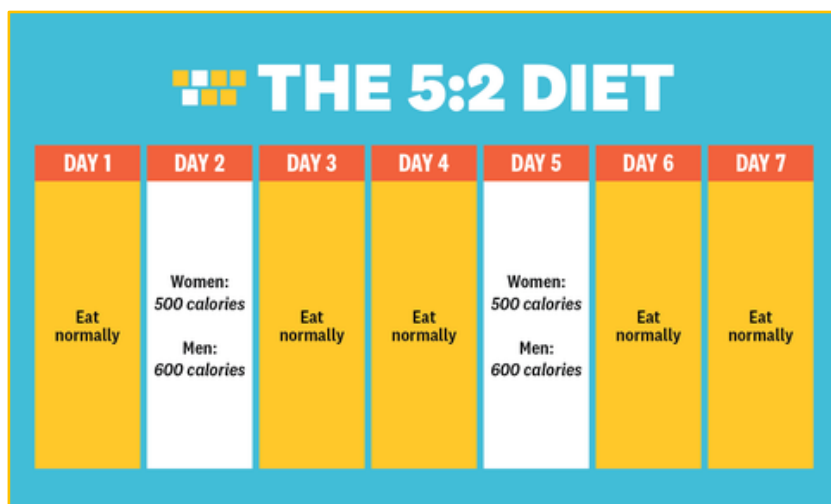 THE 5:2 DIET
DAY 1
Eat
normally
DAY 2
Women:
500 calories
Men:
600 calories
DAY 3
Eat
normally
DAY 4
Eat
normally
DAY 5
Women:
500 calories
Men:
600 calories
DAY 6
Eat
normally
DAY 7
Eat
normally